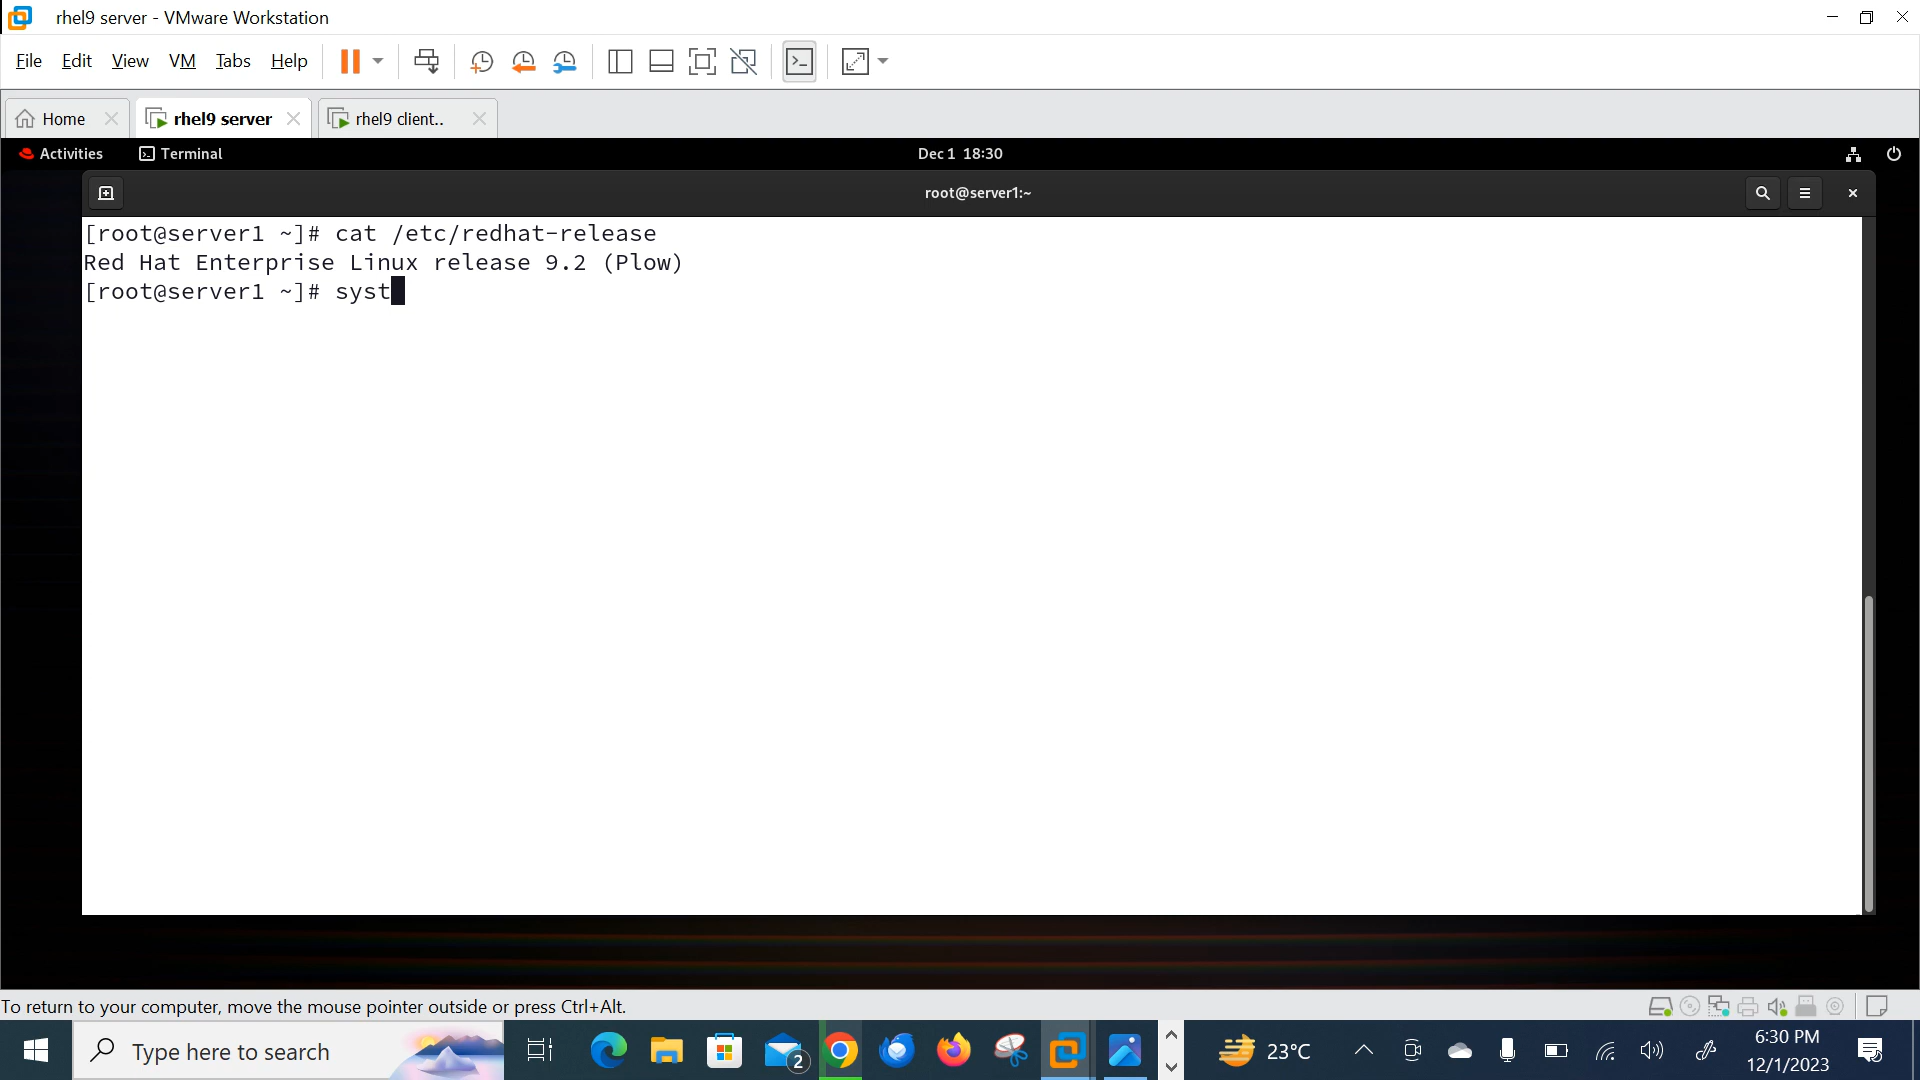 rhel9 server - VMware Workstation
File Edit View VM Tabs Help
Home rhel9 server rhel9 client..
Activities Terminal Dec 1 18:30
root@server1:~
[root@server1 ~]# cat /etc/redhat-release
Red Hat Enterprise Linux release 9.2 (Plow)
[root@server1 ~]# syst
To return to your computer, move the mouse pointer outside or press Ctrl+Alt.
Type here to search 2 23°C 6:30 PM
12/1/2023